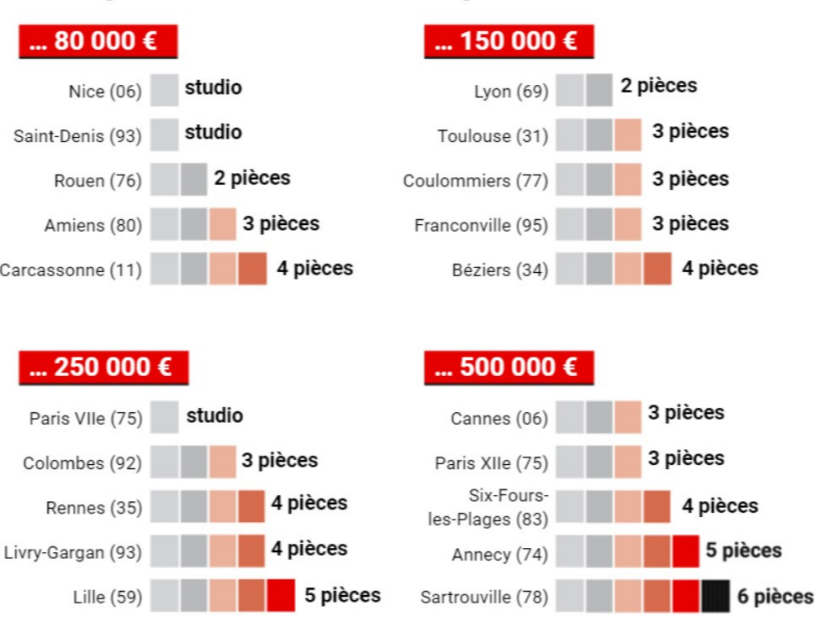 ... 80 000 €
Nice (06) studio
Saint-Denis (93) studio
Rouen (76) 2 pièces
Amiens (80) 3 pièces
Carcassonne (11) 4 pièces
... 150 000 €
Lyon (69) 2 pièces
Toulouse (31) 3 pièces
Coulommiers (77) 3 pièces
Franconville (95) 3 pièces
Béziers (34) 4 pièces
... 250 000 €
Paris VIIe (75) studio
Colombes (92) 3 pièces
Rennes (35) 4 pièces
Livry-Gargan (93) 4 pièces
Lille (59) 5 pièces
... 500 000 €
Cannes (06) 3 pièces
Paris XIIe (75) 3 pièces
Six-Fours-
les-Plages (83) 4 pièces
Annecy (74) 5 pièces
Sartrouville (78) 6 pièces